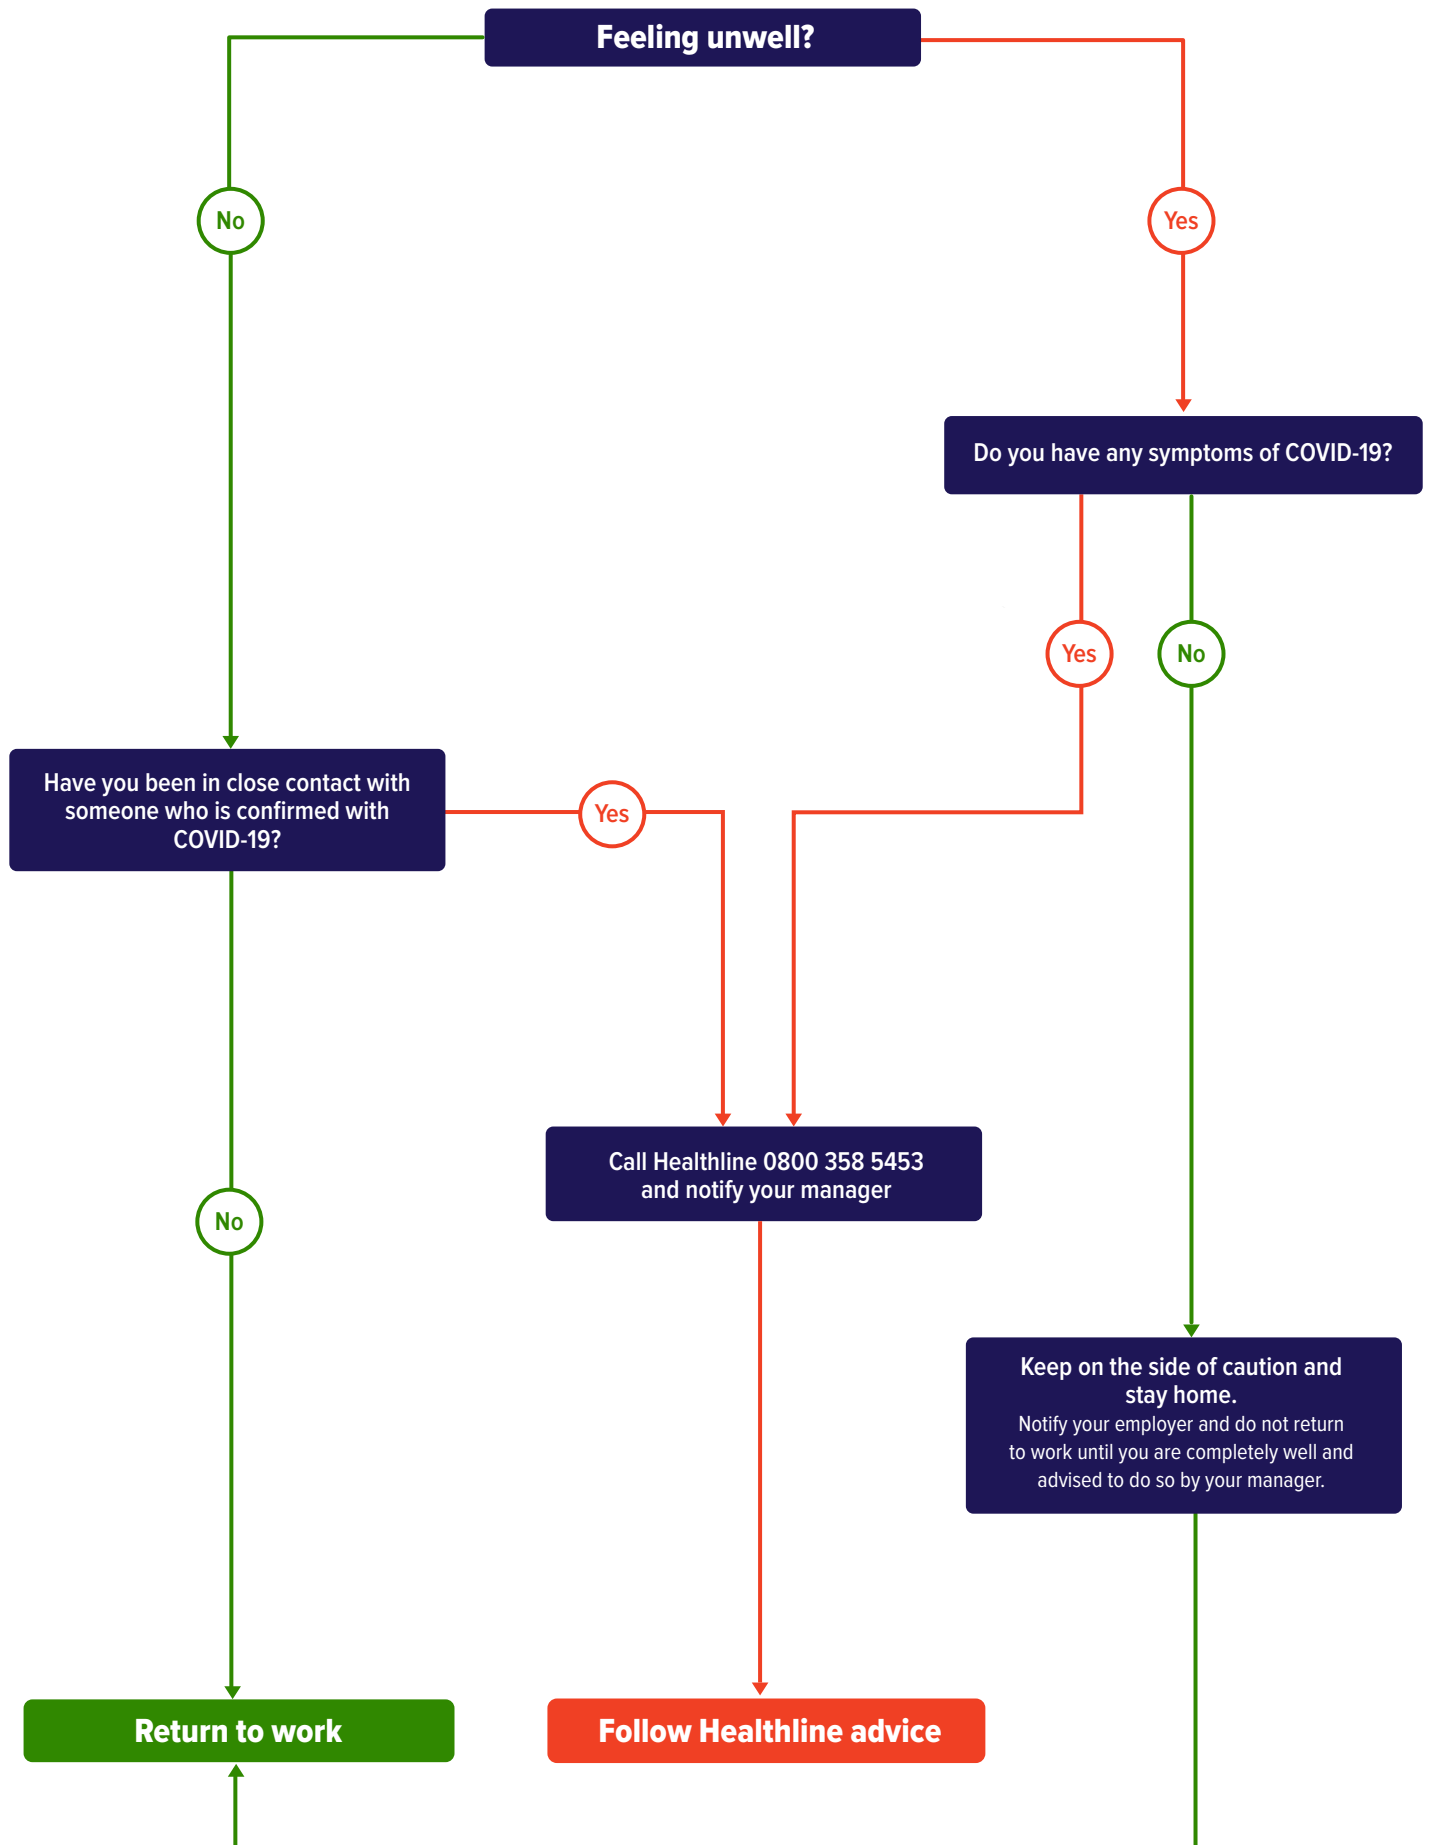 Feeling unwell?
No
Yes
Do you have any symptoms of COVID-19?
Yes
No
Have you been in close contact with
someone who is confirmed with
COVID-19?
Yes
Call Healthline 0800 358 5453
and notify your manager
No
Keep on the side of caution and
stay home.
Notify your employer and do not return
to work until you are completely well and
advised to do so by your manager.
Return to work
Follow Healthline advice